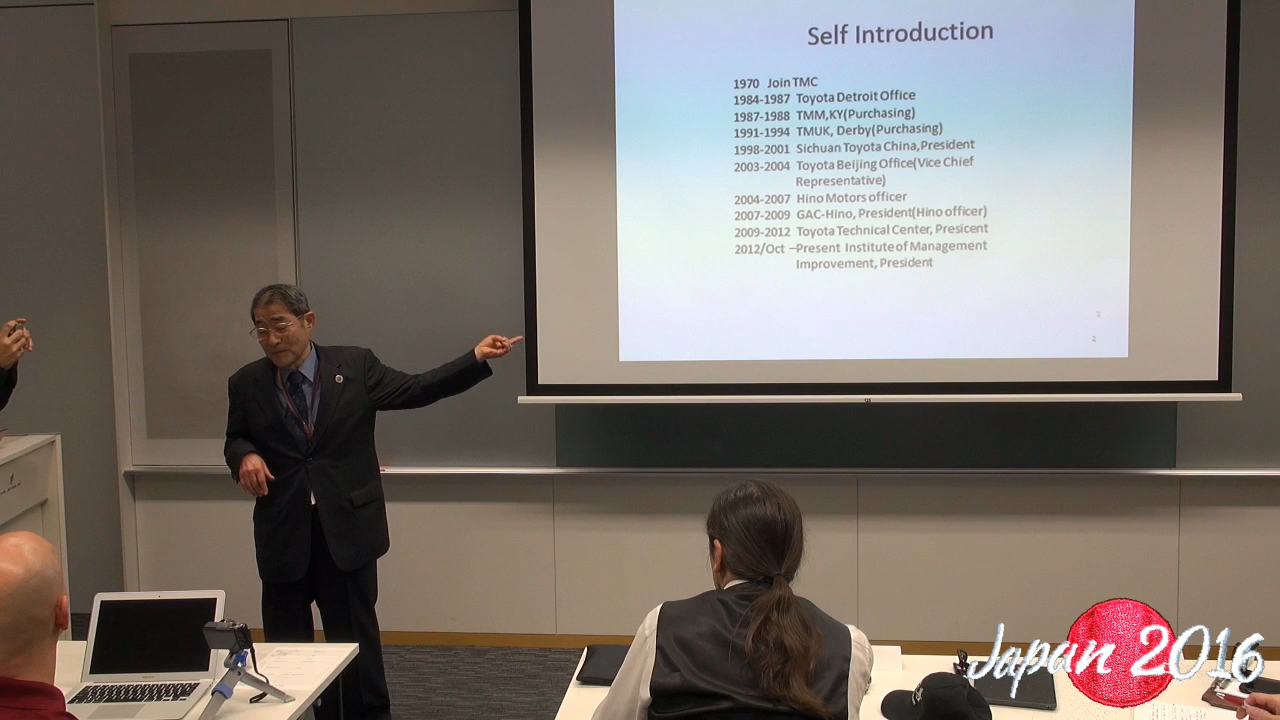 Self Introduction
1970 Join TMC
1984-1987 Toyota Detroit Office
1987-1988 TMM,KY(Purchasing)
1991-1994 TMUK, Derby(Purchasing)
1998-2001 Sichuan Toyota China,President
2003-2004 Toyota Beijing Office(Vice Chief
Representative)
2004-2007 Hino Motors officer
2007-2009 GAC-Hino, President(Hino officer)
2009-2012 Toyota Technical Center, Presicent
2012/Oct –Present Institute of Management
Improvement, President
Japan 2016